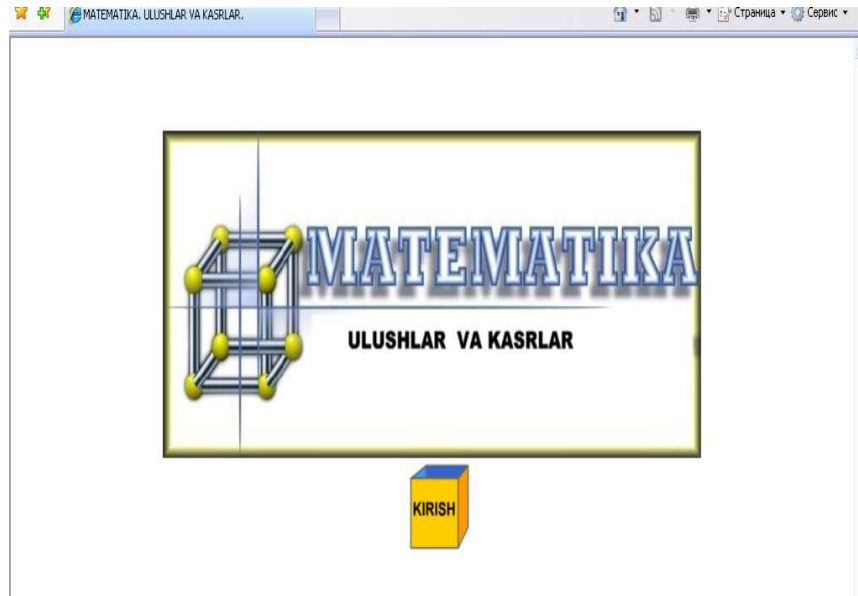 MATEMATIKA. ULUSHLAR VA KASRLAR.
Страница Сервис
MATEMATIKA
ULUSHLAR VA KASRLAR
KIRISH